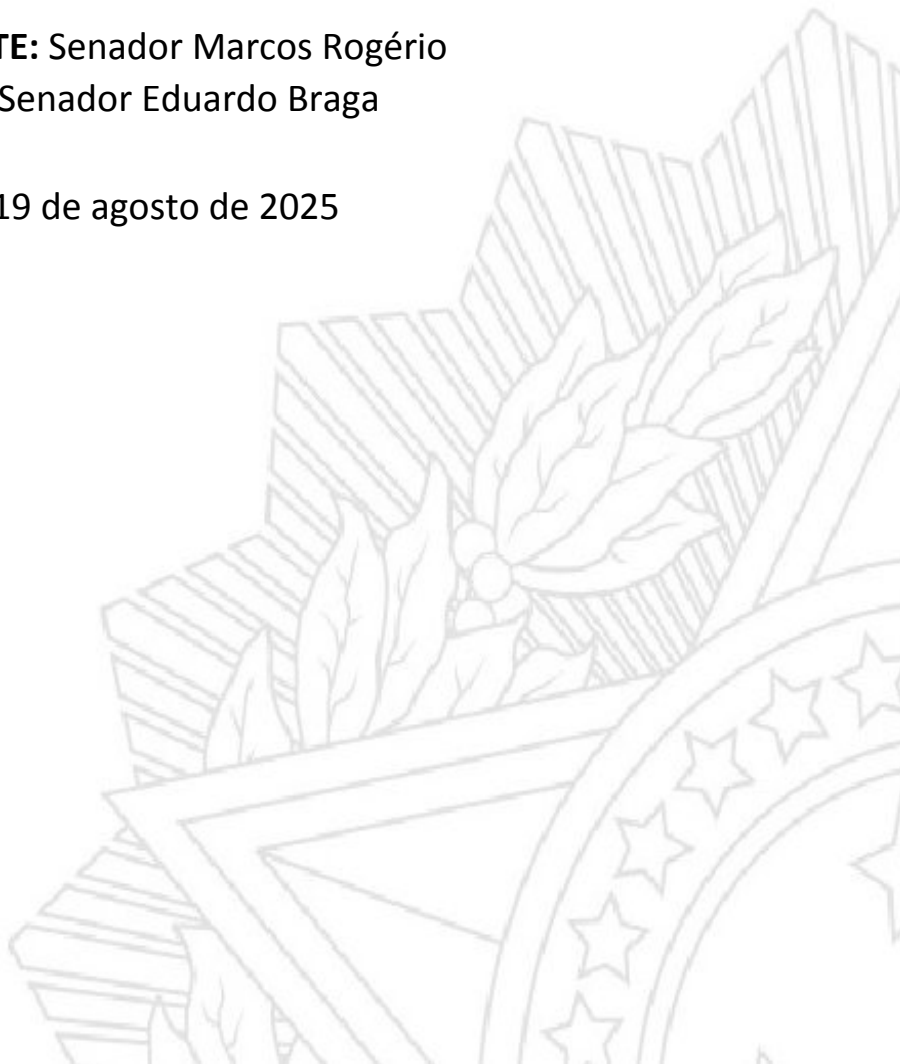 TE: Senador Marcos Rogério
Senador Eduardo Braga
19 de agosto de 2025